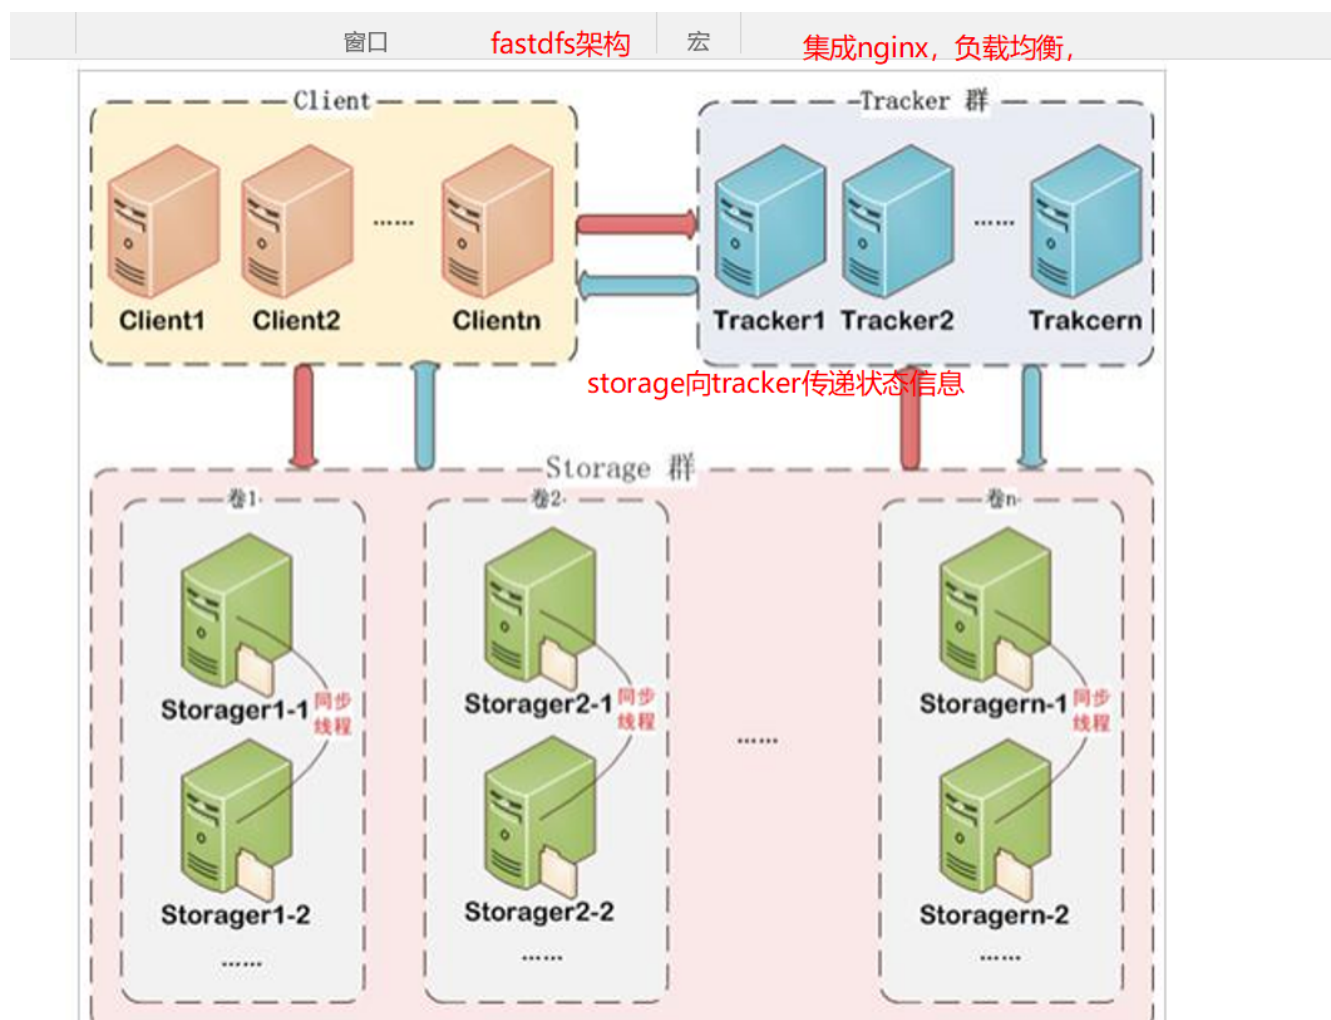 窗口
fastdfs架构
宏
集成nginx，负载均衡，
Client
Tracker 群
......
......
Client1
Client2
Clientn
Tracker1
Tracker2
Trakcern
storage向tracker传递状态信息
Storage 群
卷1
卷2
卷n
Storager1-1
同步
线程
Storager2-1
同步
线程
Storagern-1
同步
线程
......
Storager1-2
Storager2-2
Storagern-2
......
......
......